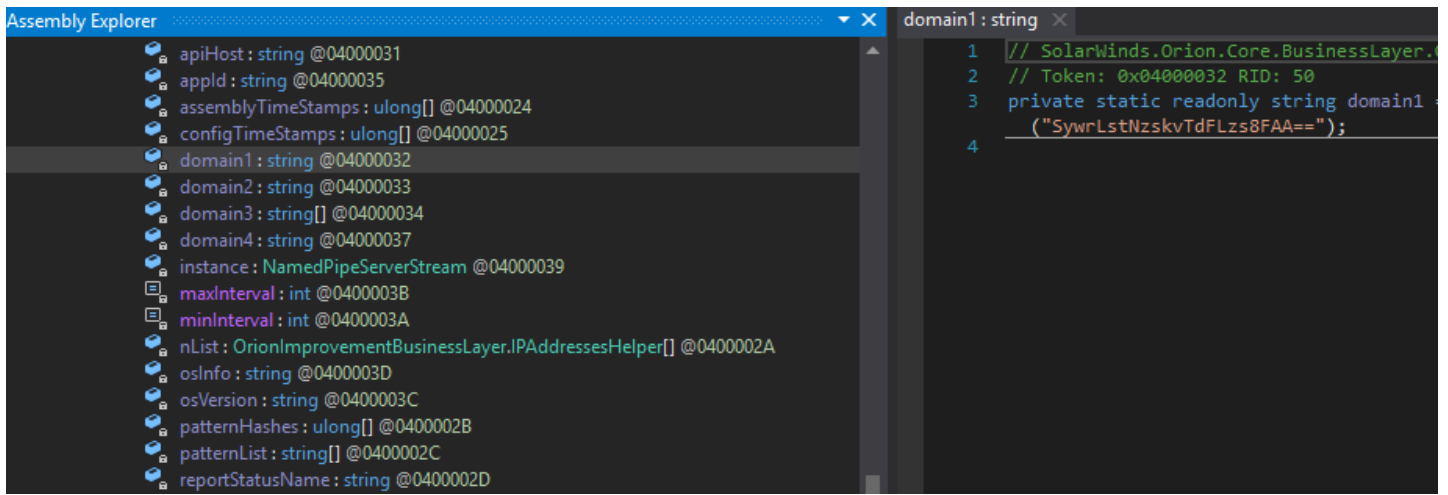 Assembly Explorer
apiHost : string @04000031
appId : string @04000035
assemblyTimeStamps : ulong[] @04000024
configTimeStamps : ulong[] @04000025
domain1 : string @04000032
domain2 : string @04000033
domain3 : string[] @04000034
domain4 : string @04000037
instance : NamedPipeServerStream @04000039
maxInterval : int @0400003B
minInterval : int @0400003A
nList : OrionImprovementBusinessLayer.IPAddressesHelper[] @0400002A
osInfo : string @0400003D
osVersion : string @0400003C
patternHashes : ulong[] @0400002B
patternList : string[] @0400002C
reportStatusName : string @0400002D
domain1 : string
1 // SolarWinds.Orion.Core.BusinessLayer.
2 // Token: 0x04000032 RID: 50
3 private static readonly string domain1 =
("SywrLstNzskvTdFLzs8FAA==");
4